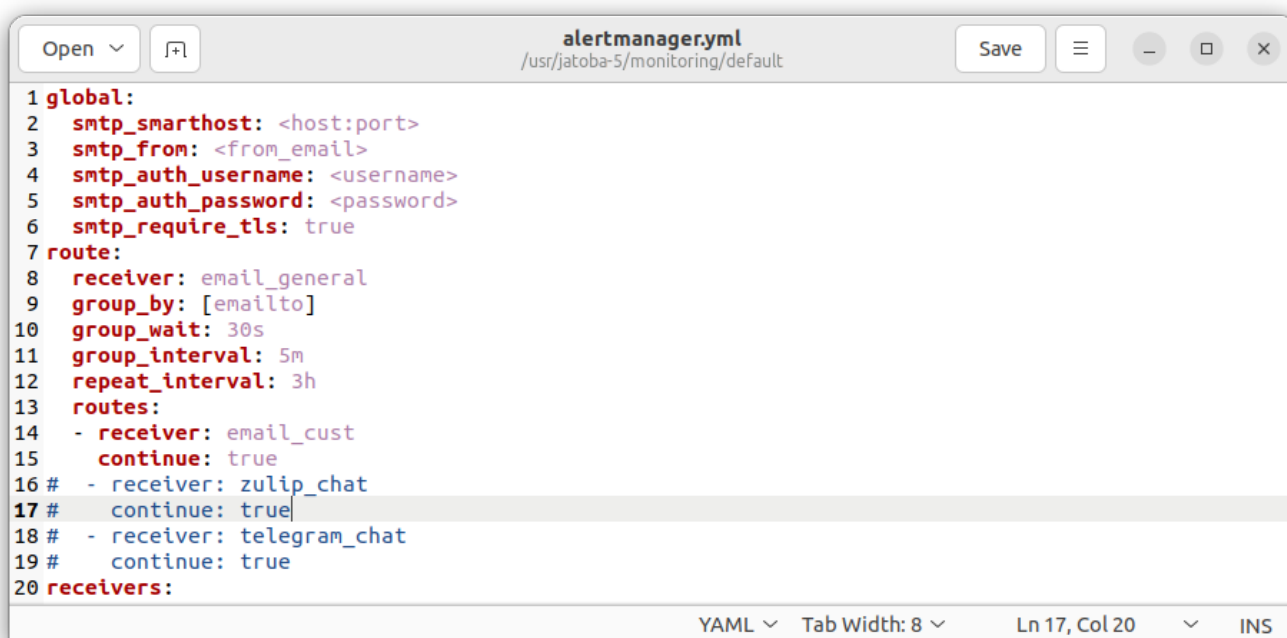 Open
alertmanager.yml
/usr/jatoba-5/monitoring/default
Save
1 global:
2   smtp_smarthost: <host:port>
3   smtp_from: <from_email>
4   smtp_auth_username: <username>
5   smtp_auth_password: <password>
6   smtp_require_tls: true
7 route:
8   receiver: email_general
9   group_by: [emailto]
10   group_wait: 30s
11   group_interval: 5m
12   repeat_interval: 3h
13   routes:
14   - receiver: email_cust
15     continue: true
16 #  - receiver: zulip_chat
17 #    continue: true
18 #  - receiver: telegram_chat
19 #    continue: true
20 receivers:
YAML Tab Width: 8 Ln 17, Col 20 INS